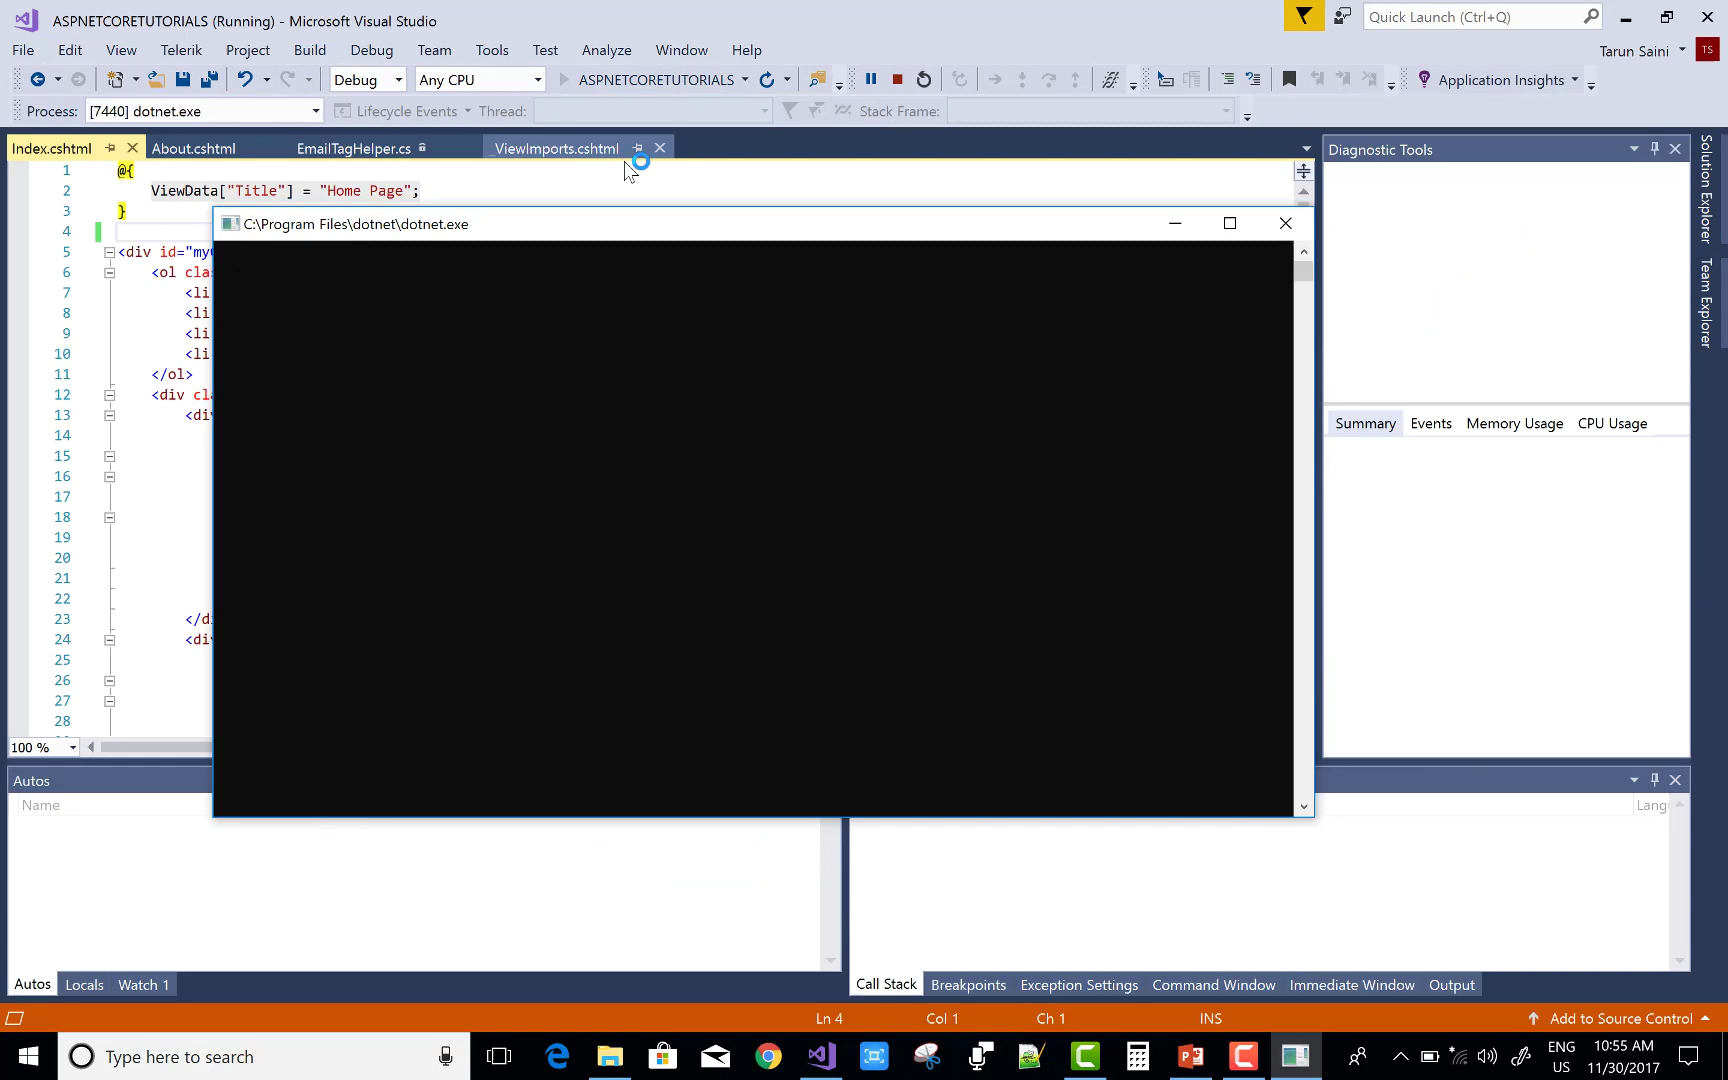 ASPNETCORETUTORIALS (Running) - Microsoft Visual Studio
Quick Launch (Ctrl+Q)
File Edit View Telerik Project Build Debug Team Tools Test Analyze Window Help
Tarun Saini TS
Debug Any CPU ASPNETCORETUTORIALS Application Insights
Process: [7440] dotnet.exe Lifecycle Events Thread: Stack Frame:
Index.cshtml About.cshtml EmailTagHelper.cs _ViewImports.cshtml
Diagnostic Tools
Solution Explorer
Team Explorer
1 @{
2 ViewData["Title"] = "Home Page";
3 }
4
C:\Program Files\dotnet\dotnet.exe
5 <div id="my
6 <ol cla
7 <li
8 <li
9 <li
10 <li
11 </ol>
12 <div cl
13 <di
14
15
16
17
18
19
20
21
22
23 </di
24 <di
25
26
27
28
Summary Events Memory Usage CPU Usage
100 %
Autos
Name
Lang
Autos Locals Watch 1
Call Stack Breakpoints Exception Settings Command Window Immediate Window Output
Ln 4 Col 1 Ch 1 INS Add to Source Control
Type here to search
ENG
US
10:55 AM
11/30/2017